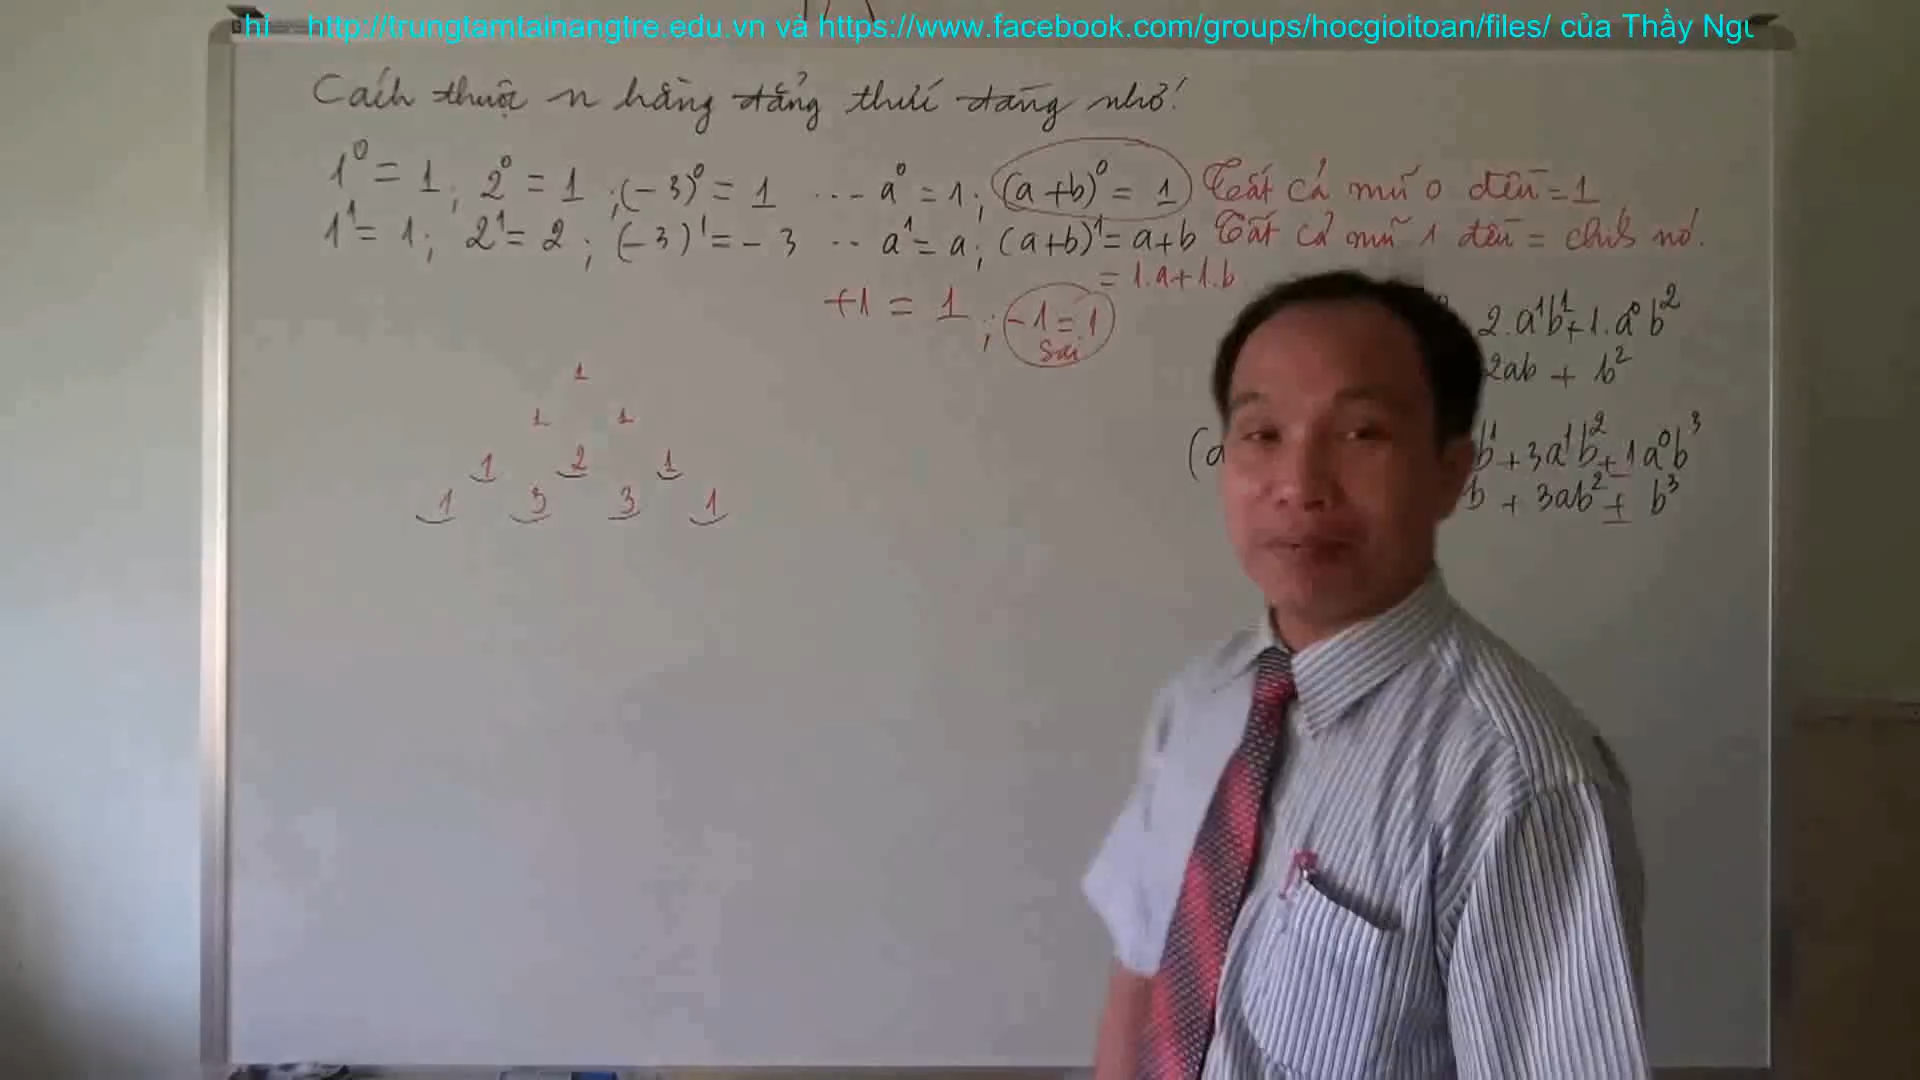 hỉ http://trungtamtainangtre.edu.vn và https://www.facebook.com/groups/hocgioitoan/files/ của Thầy Ngu
Cách thuộc n hằng đẳng thức đáng nhớ!
1⁰ = 1; 2⁰ = 1; (-3)⁰ = 1 ... a⁰ = 1; (a+b)⁰ = 1 Tất cả mũ 0 đều = 1
1¹ = 1; 2¹ = 2; (-3)¹ = -3 ... a¹ = a; (a+b)¹ = a+b Tất cả mũ 1 đều = chính nó.
= 1.a+1.b
+1 = 1; -1 = 1
Sai
2.a¹b¹+1.a⁰b²
2ab + b²
1
1 1
1 2 1
1 3 3 1
(a b¹+3a¹b²+1a⁰b³
b + 3ab² + b³